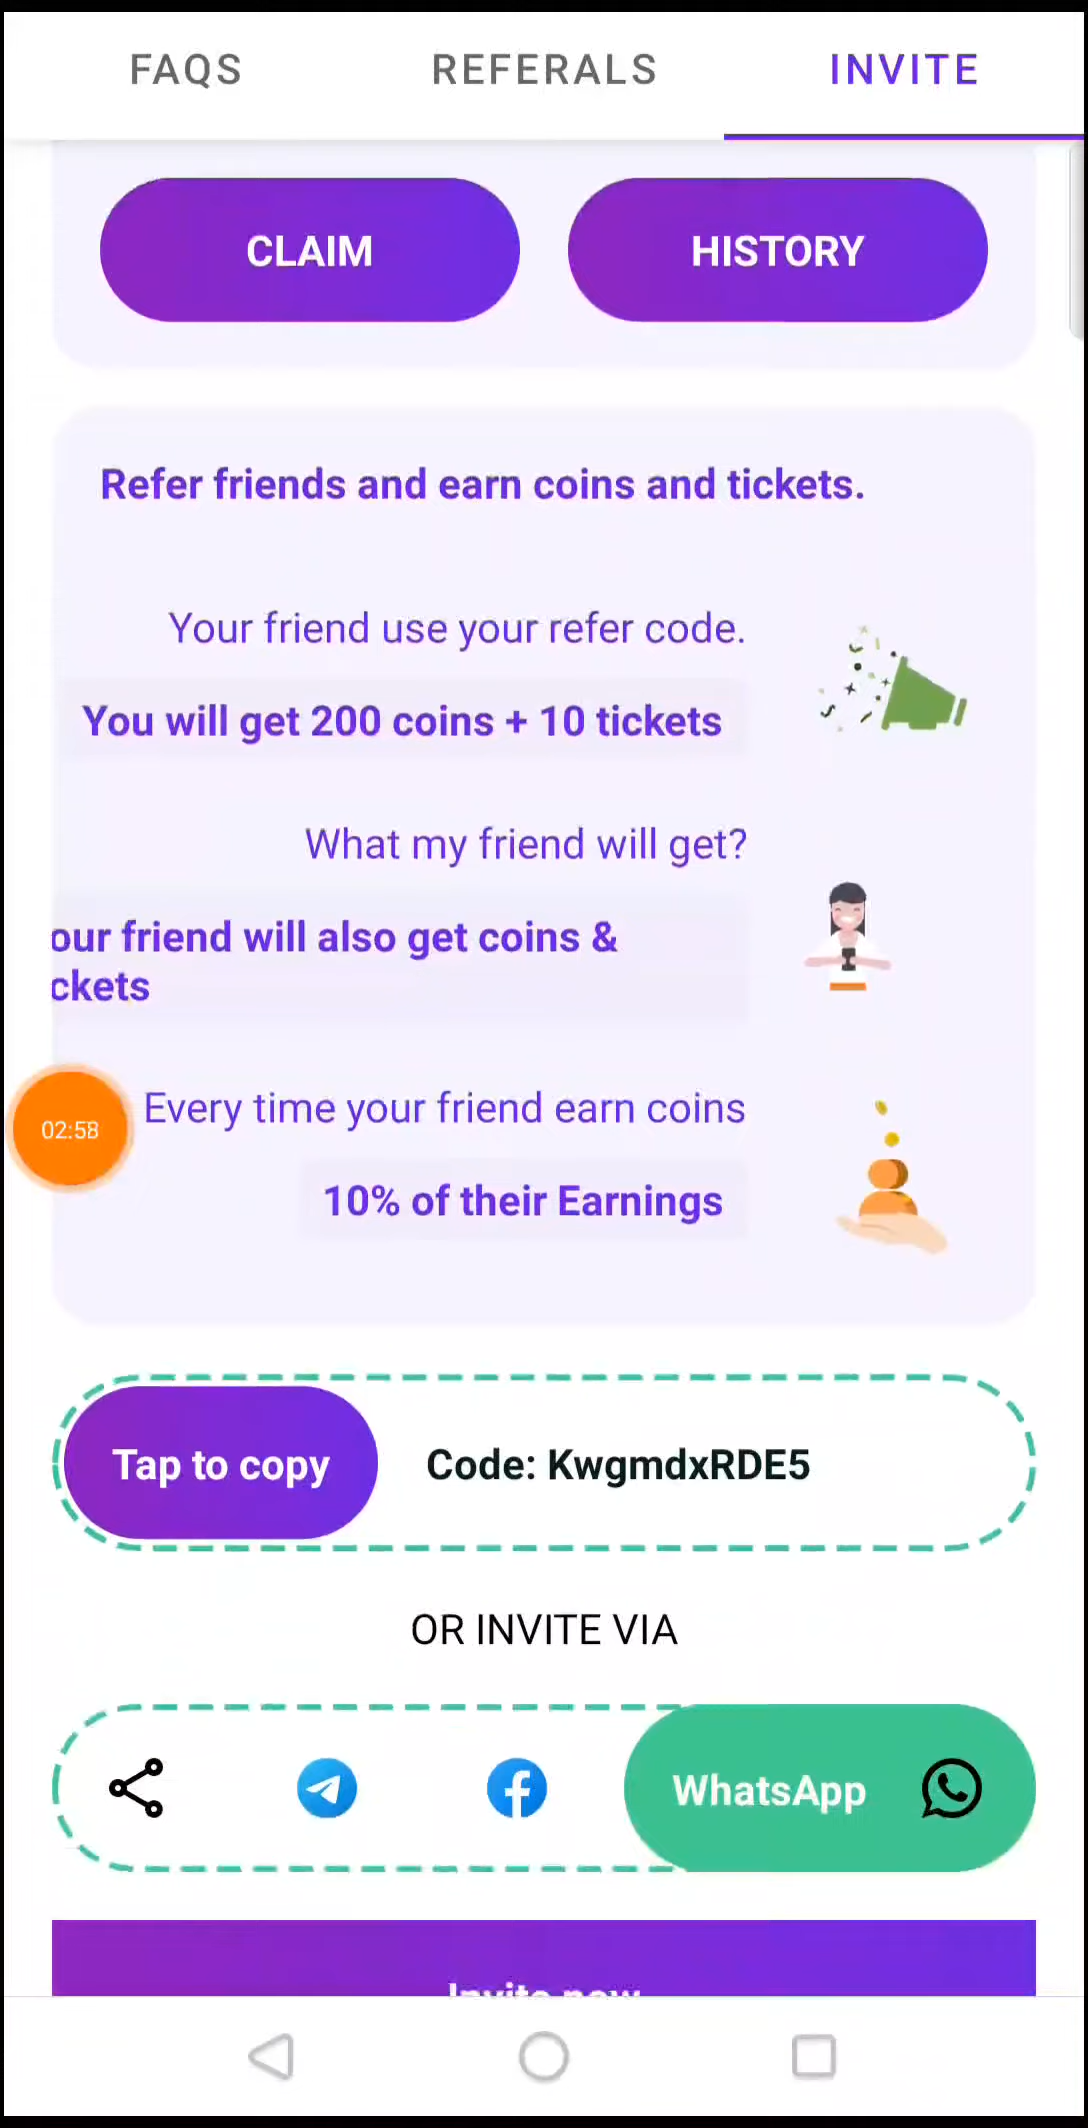 FAQS REFERALS INVITE
CLAIM HISTORY
Refer friends and earn coins and tickets.
Your friend use your refer code.
You will get 200 coins + 10 tickets
What my friend will get?
our friend will also get coins &
ckets
02:58
Every time your friend earn coins
10% of their Earnings
Tap to copy Code: KwgmdxRDE5
OR INVITE VIA
WhatsApp
Invite now